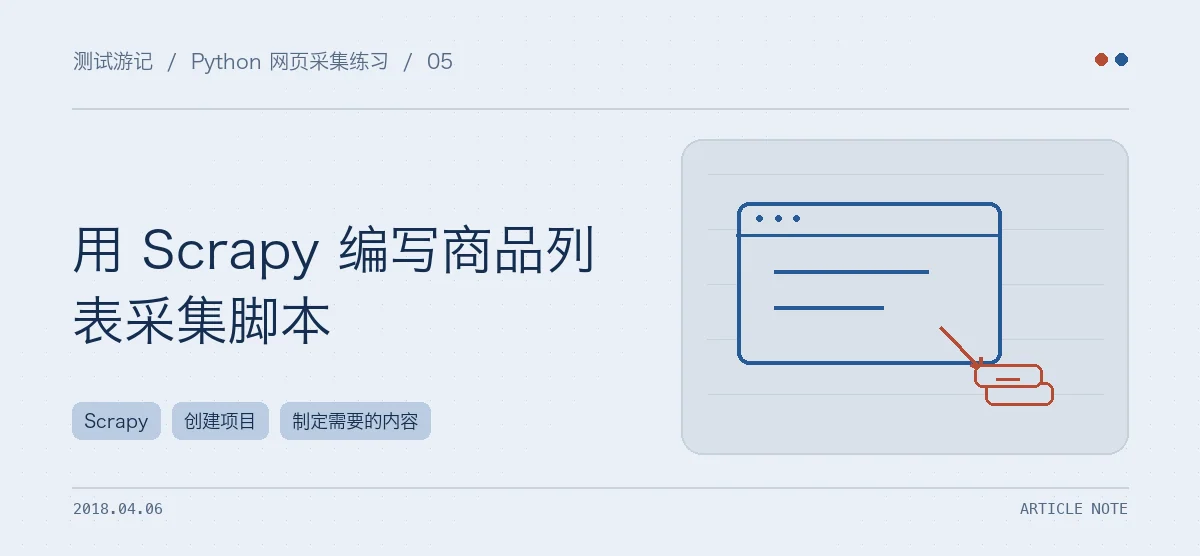 测试游记 / Python 网页采集练习 / 05
用 Scrapy 编写商品列
表采集脚本
Scrapy 创建项目 制定需要的内容
2018.04.06 ARTICLE NOTE